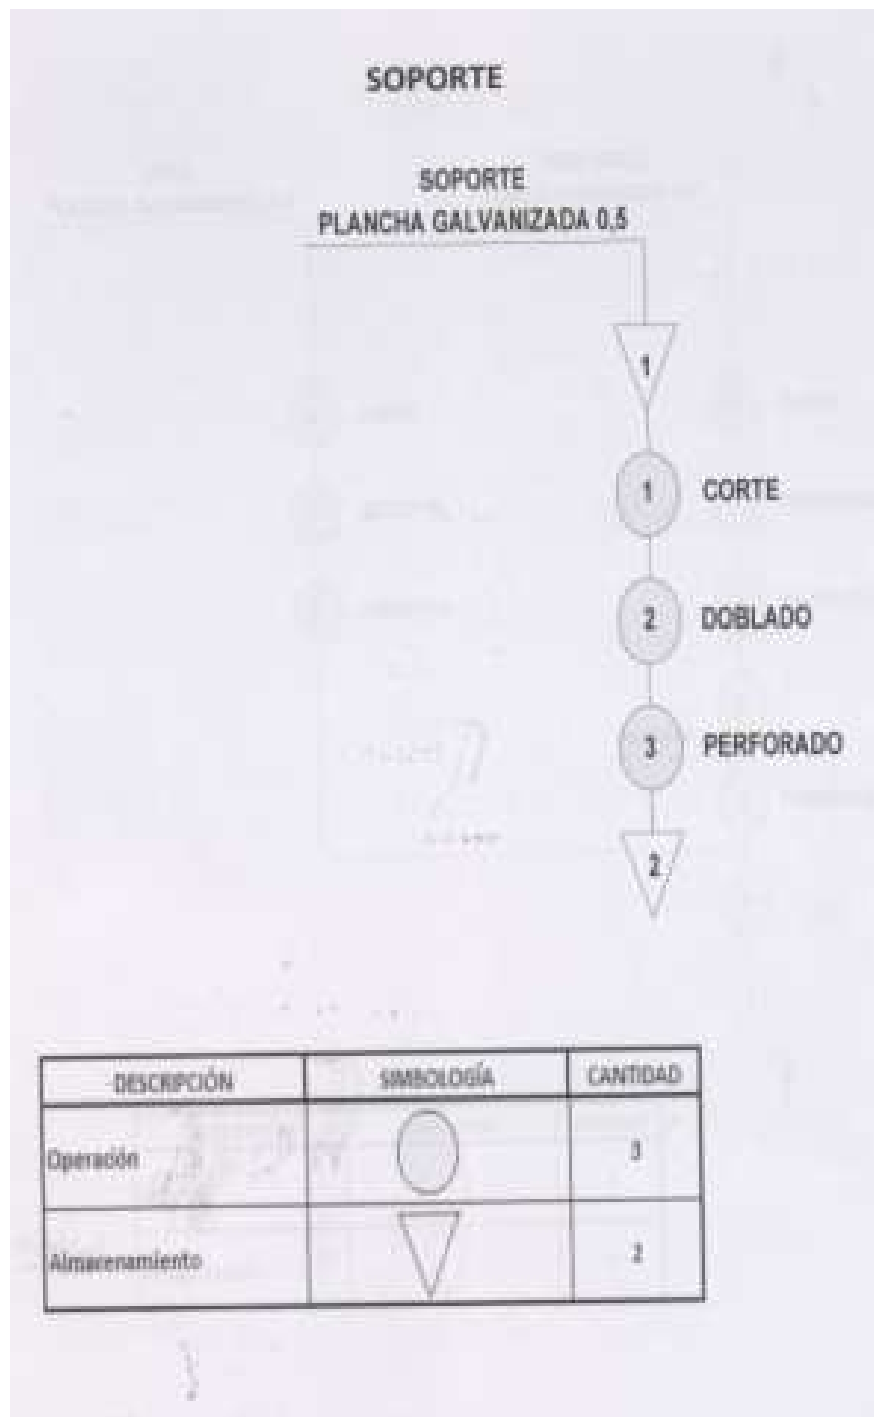 SOPORTE
SOPORTE
PLANCHA GALVANIZADA 0,5
1
1 CORTE
2 DOBLADO
3 PERFORADO
2
DESCRIPCIÓN SIMBOLOGÍA CANTIDAD
Operación 3
Almacenamiento 2